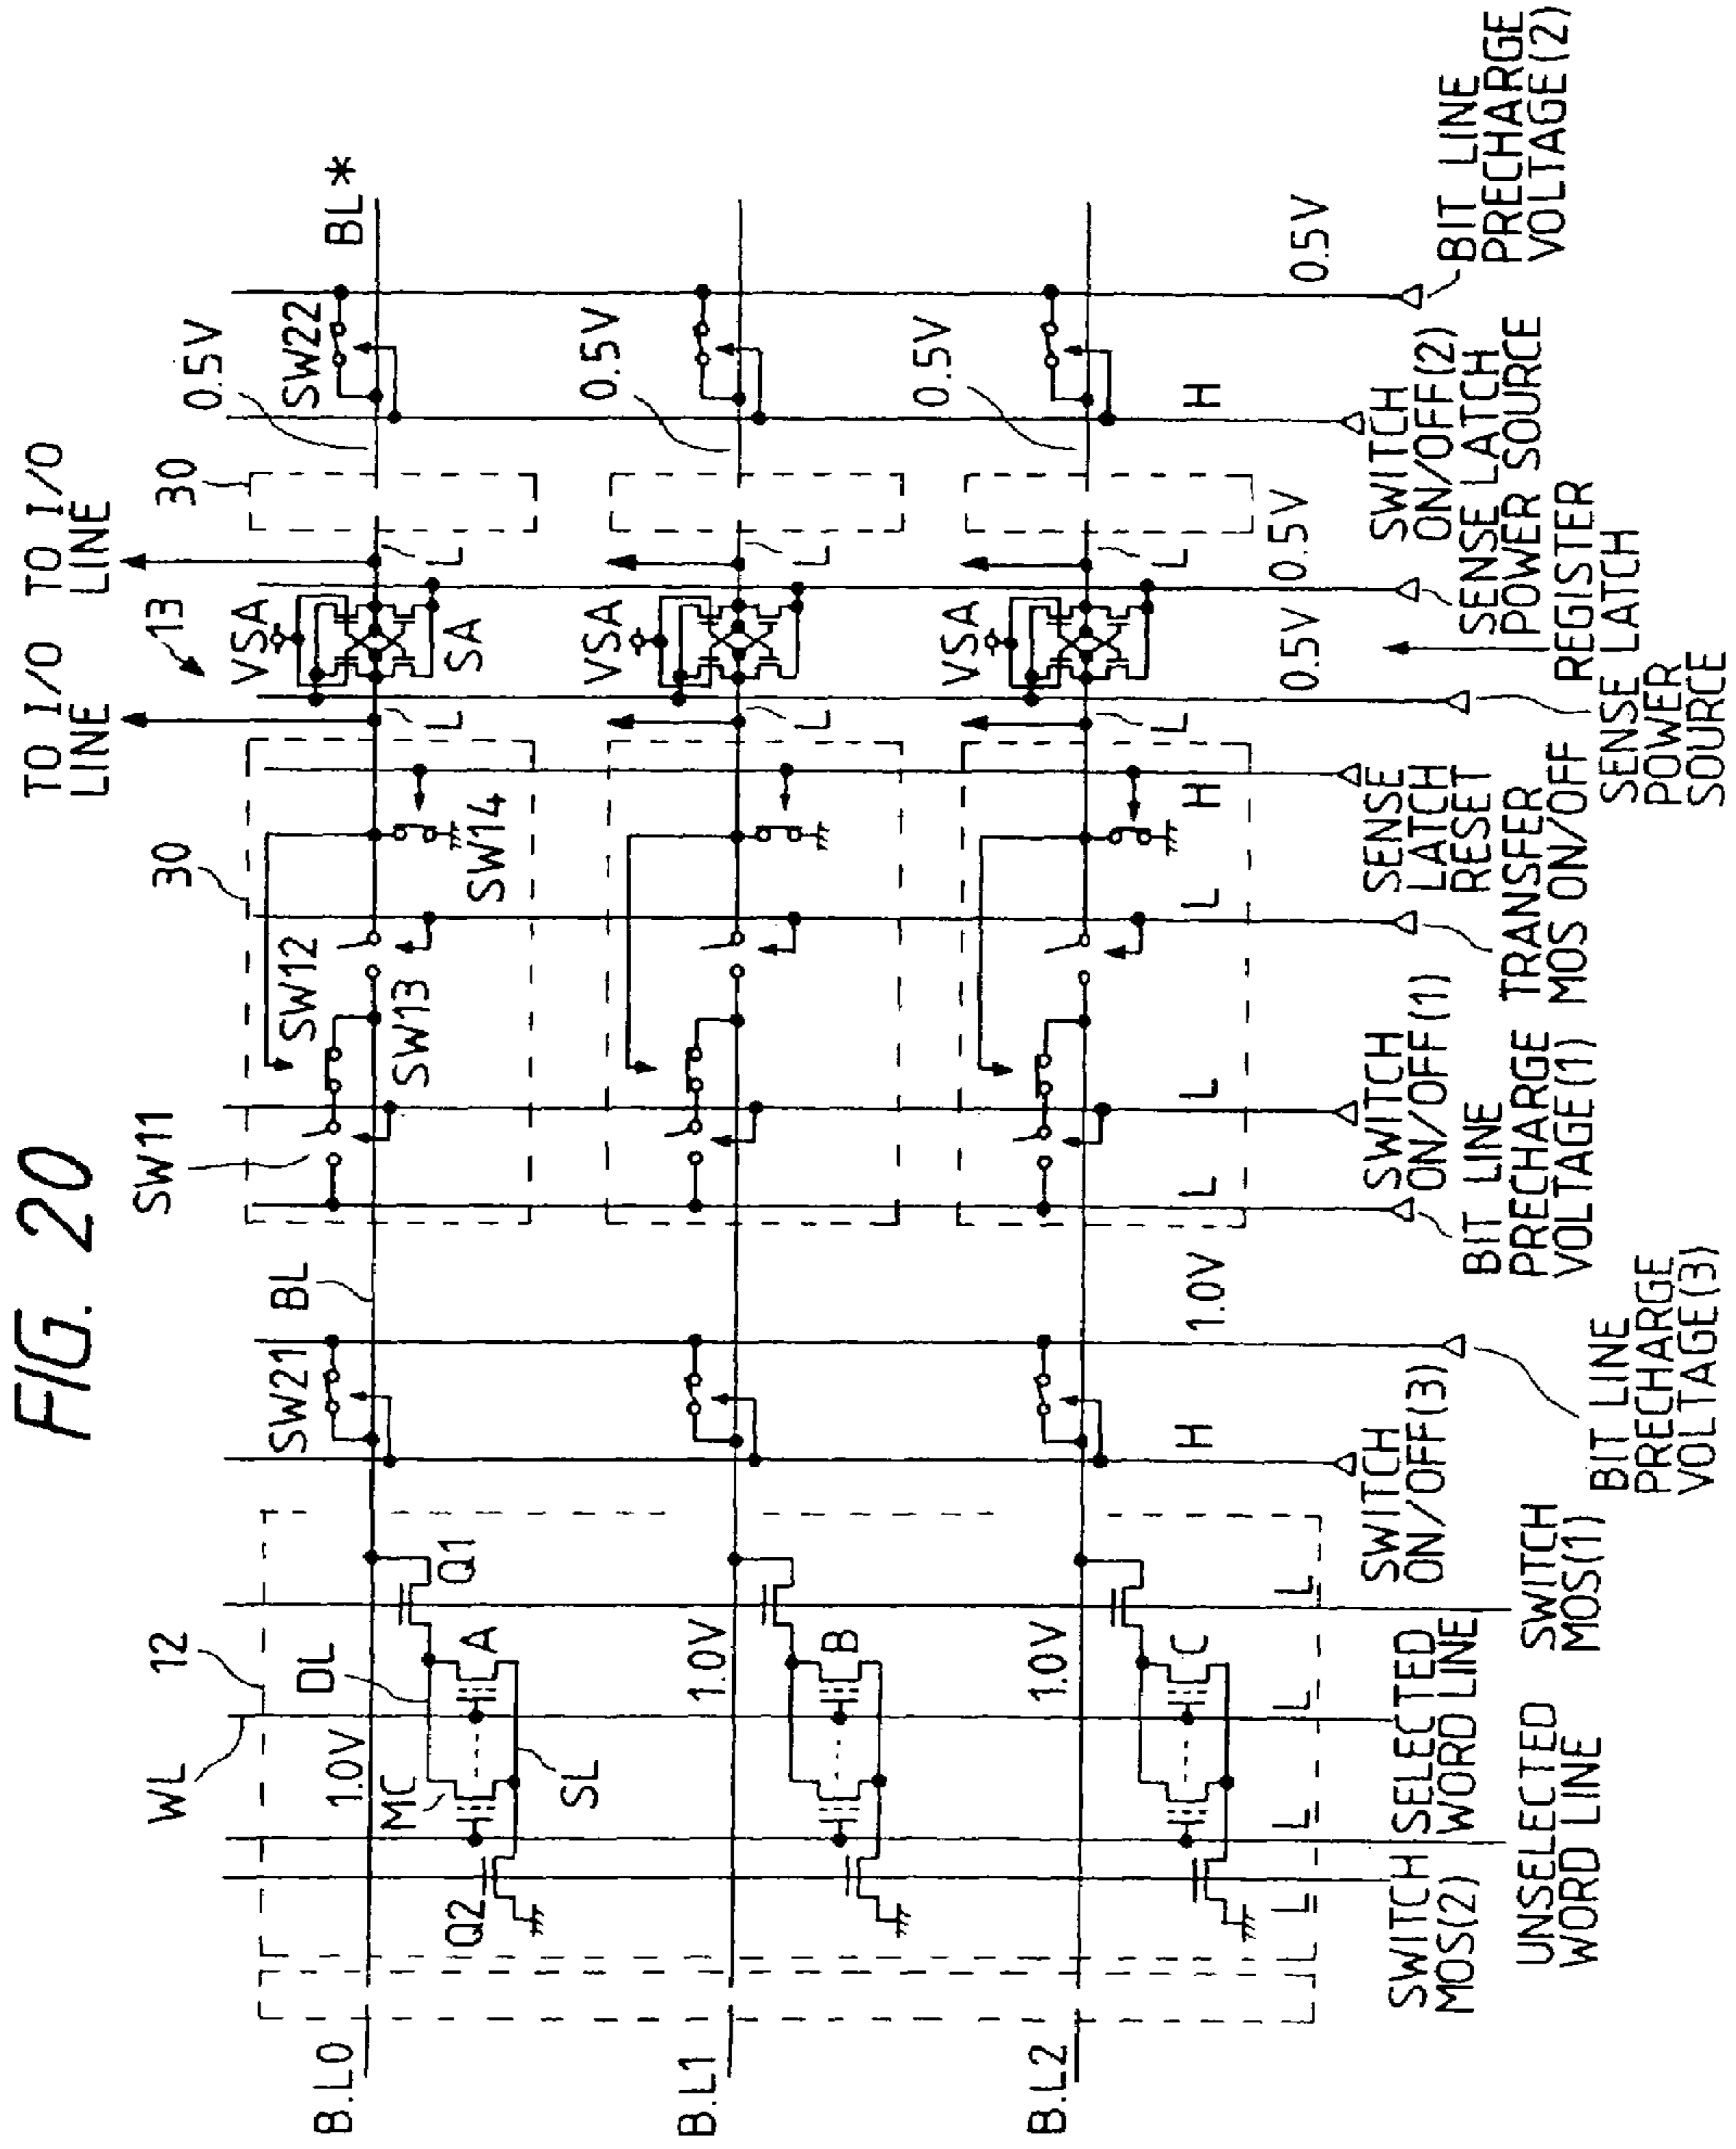 FIG. 20
TO I/O
LINE
TO I/O
LINE
13
30
30
SW11
12
WL
DL
1.0V
MC
A
SL
Q1
Q2
SW21
BL
SW12
SW13
SW14
VSA
SA
L
L
0.5V
SW22
BL*
B.L0
1.0V
B
VSA
L
L
0.5V
B.L1
1.0V
C
VSA
L
L
0.5V
B.L2
L
L
L
L
H
1.0V
L
L
L
H
0.5V
0.5V
H
0.5V
SWITCH
MOS(2)
UNSELECTED
WORD LINE
SELECTED
WORD LINE
SWITCH
MOS(1)
SWITCH
ON/OFF(3)
BIT LINE
PRECHARGE
VOLTAGE(3)
BIT LINE
PRECHARGE
VOLTAGE(1)
SWITCH
ON/OFF(1)
TRANSFER
MOS ON/OFF
SENSE
LATCH
RESET
SENSE LATCH
POWER
SOURCE
REGISTER
SENSE LATCH
POWER SOURCE
SWITCH
ON/OFF(2)
BIT LINE
PRECHARGE
VOLTAGE(2)